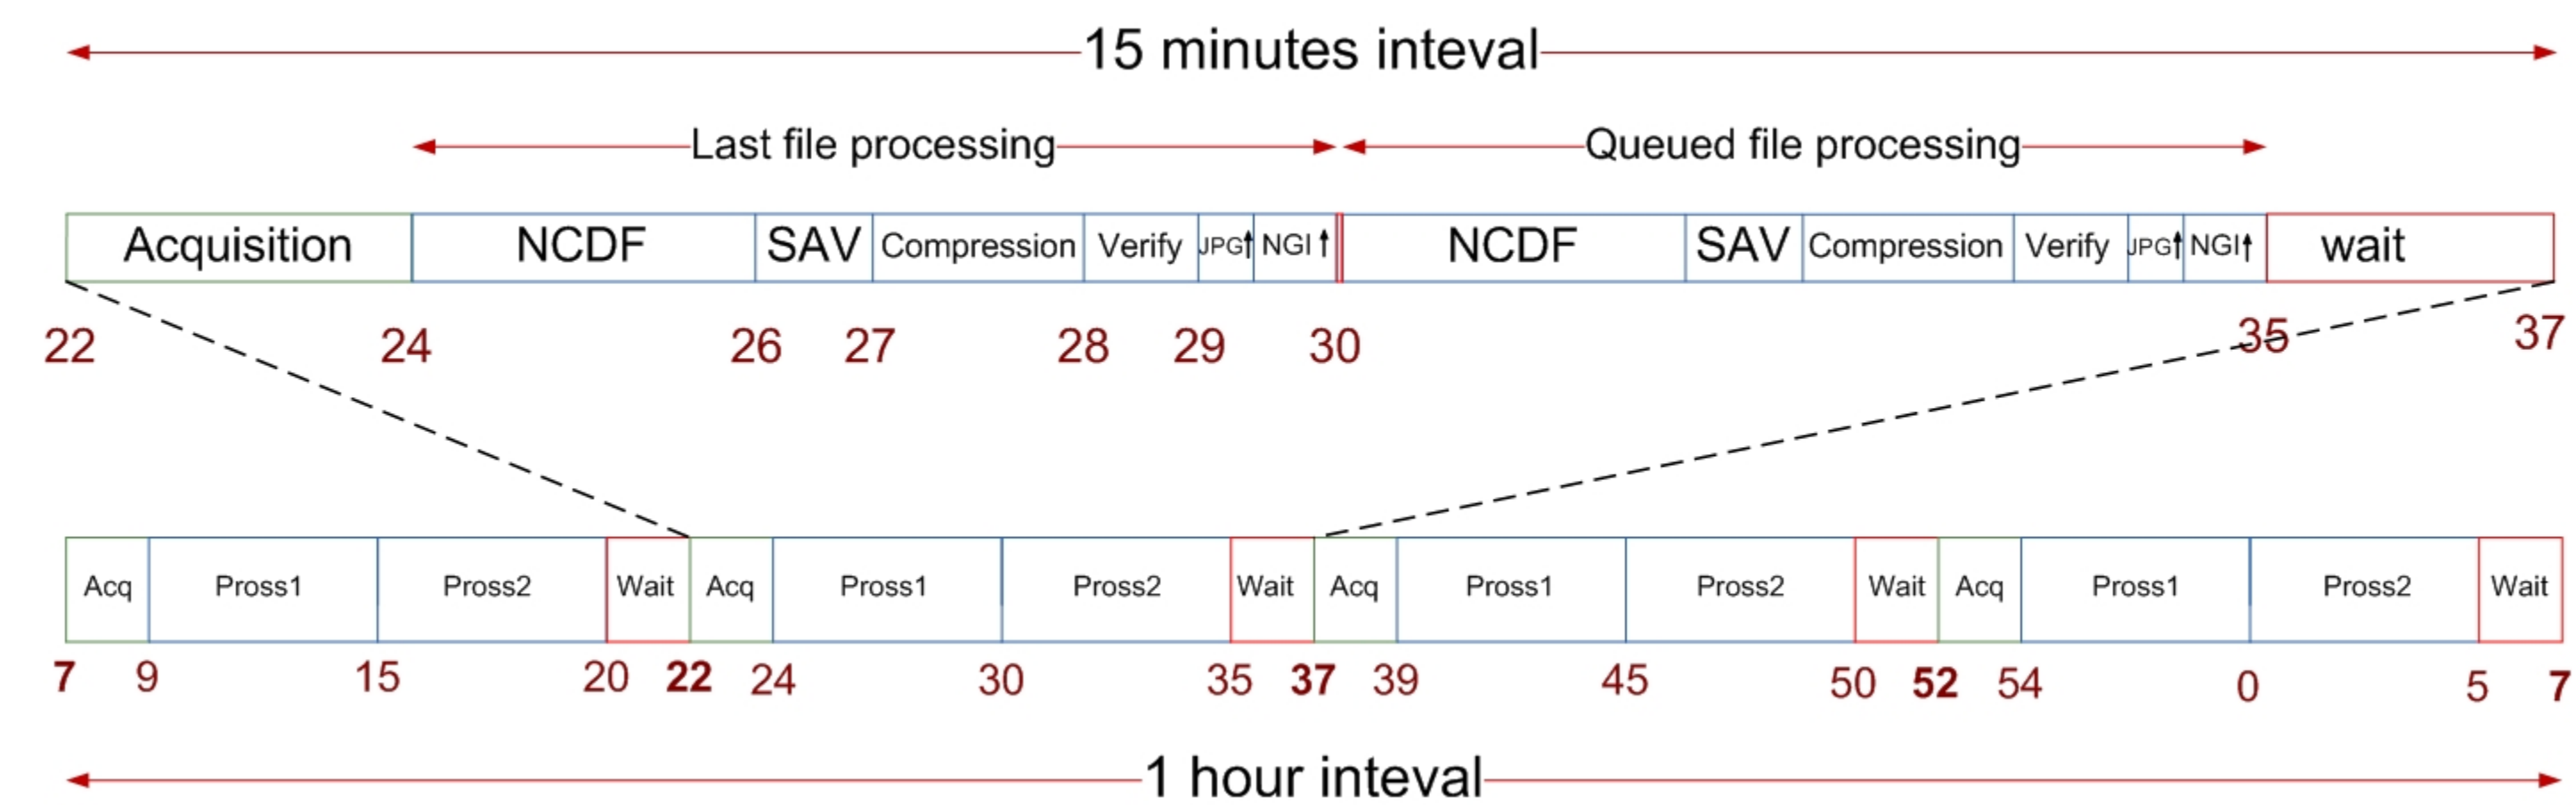 15 minutes inteval
Last file processing Queued file processing
Acquisition NCDF SAV Compression Verify JPG↑ NGI↑ NCDF SAV Compression Verify JPG↑ NGI↑ wait
22 24 26 27 28 29 30 35 37
Acq Pross1 Pross2 Wait Acq Pross1 Pross2 Wait Acq Pross1 Pross2 Wait Acq Pross1 Pross2 Wait
7 9 15 20 22 24 30 35 37 39 45 50 52 54 0 5 7
1 hour inteval